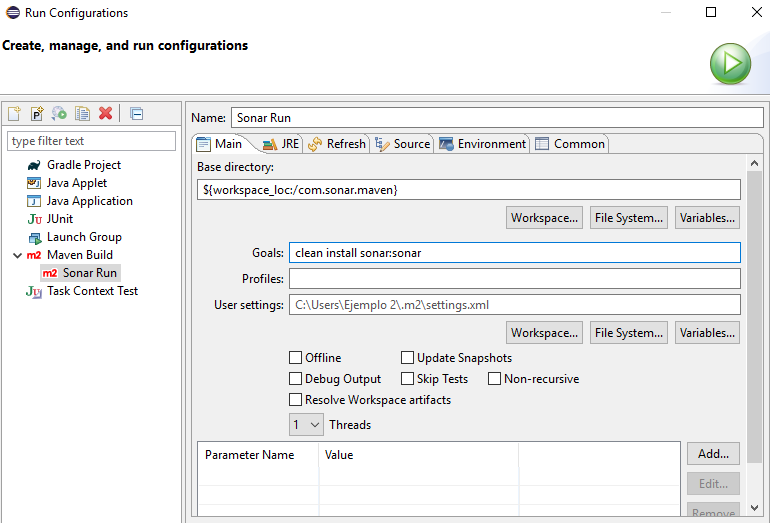 Run Configurations
Create, manage, and run configurations
type filter text
Gradle Project
Java Applet
Java Application
JUnit
Launch Group
Maven Build
Sonar Run
Task Context Test
Name: Sonar Run
Main JRE Refresh Source Environment Common
Base directory:
${workspace_loc:/com.sonar.maven}
Workspace... File System... Variables...
Goals: clean install sonar:sonar
Profiles:
User settings: C:\Users\Ejemplo 2\.m2\settings.xml
Workspace... File System... Variables...
Offline Update Snapshots
Debug Output Skip Tests Non-recursive
Resolve Workspace artifacts
1 Threads
Parameter Name Value Add...
Edit...
Remove